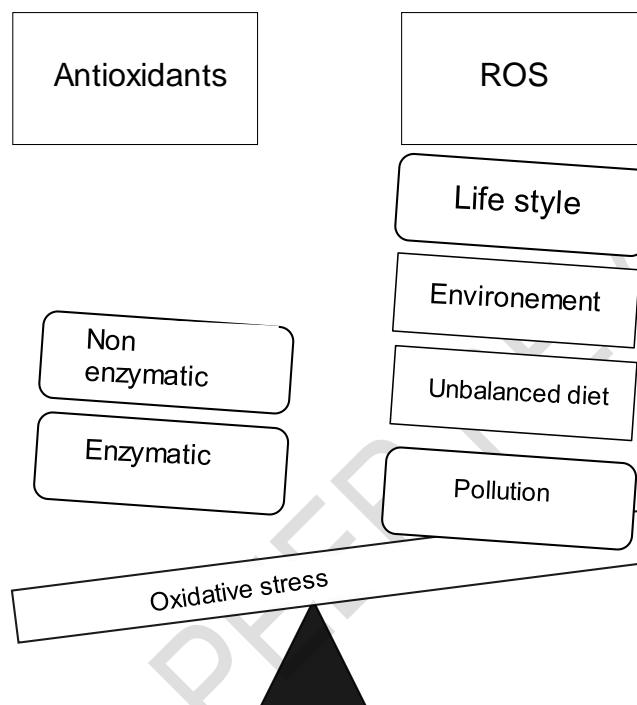 Antioxidants
ROS
Life style
Environement
Unbalanced diet
Pollution
Non
enzymatic
Enzymatic
Oxidative stress